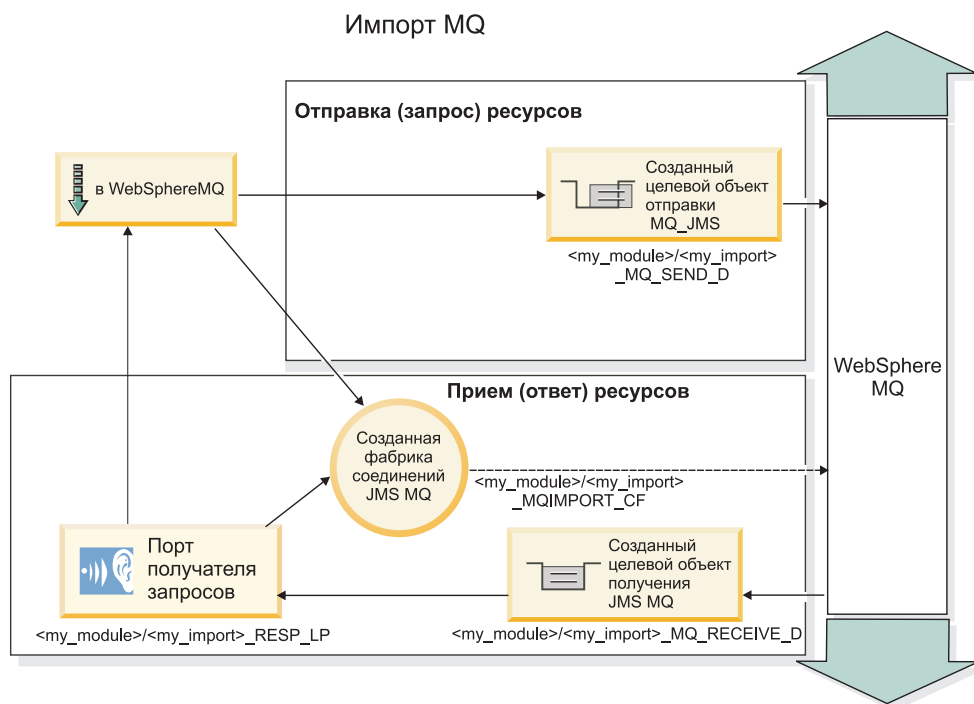 Импорт MQ
Отправка (запрос) ресурсов
в WebSphereMQ
Созданный
целевой объект
отправки
MQ_JMS
<my_module>/<my_import>
_MQ_SEND_D
WebSphere
MQ
Прием (ответ) ресурсов
Созданная
фабрика
соединений
JMS MQ
<my_module>/<my_import>
_MQIMPORT_CF
Порт
получателя
запросов
<my_module>/<my_import>_RESP_LP
Созданный
целевой объект
получения
JMS MQ
<my_module>/<my_import>_MQ_RECEIVE_D